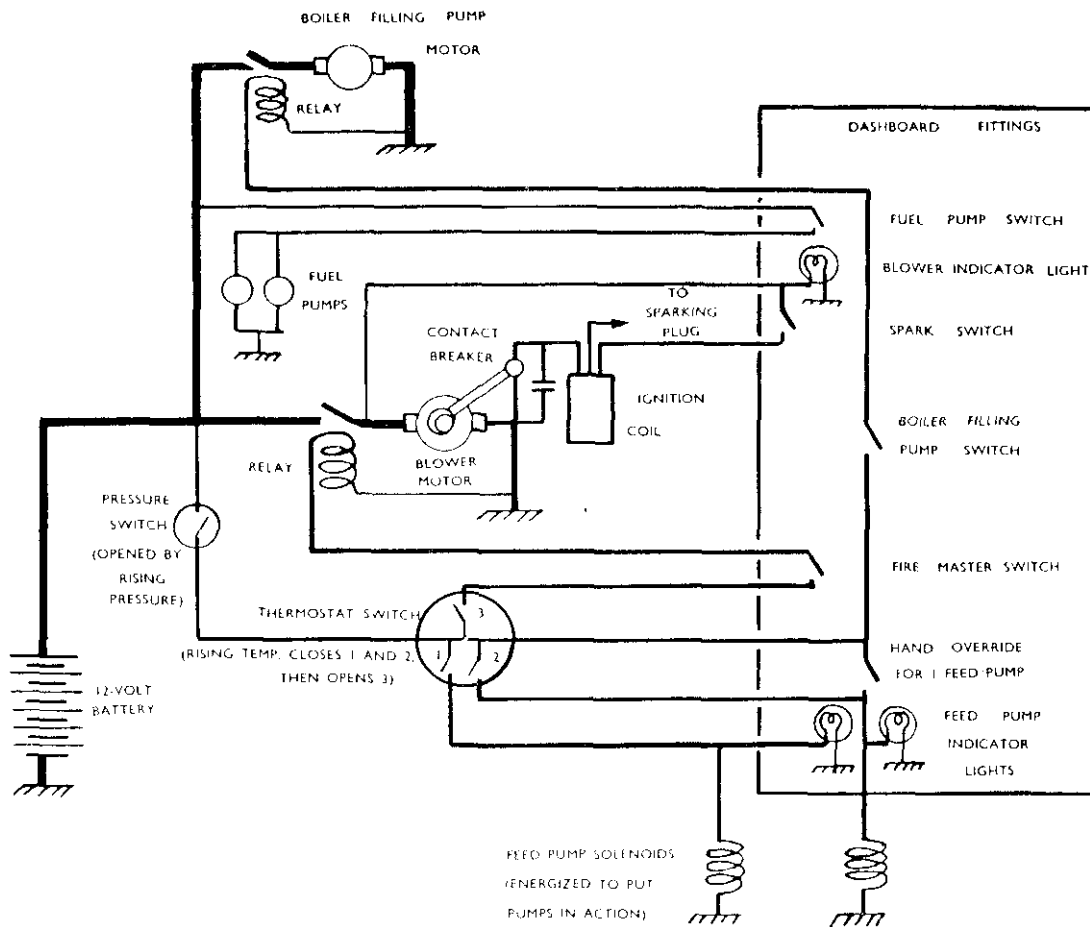 BOILER FILLING PUMP
MOTOR
RELAY
DASHBOARD FITTINGS
FUEL PUMP SWITCH
BLOWER INDICATOR LIGHT
FUEL
PUMPS
TO
SPARKING
PLUG
SPARK SWITCH
CONTACT
BREAKER
IGNITION
COIL
BOILER FILLING
PUMP SWITCH
RELAY
BLOWER
MOTOR
PRESSURE
SWITCH
(OPENED BY
RISING
PRESSURE)
FIRE MASTER SWITCH
THERMOSTAT SWITCH
3
(RISING TEMP. CLOSES 1 AND 2,
THEN OPENS 3)
1
2
HAND OVERRIDE
FOR 1 FEED PUMP
12-VOLT
BATTERY
FEED PUMP
INDICATOR
LIGHTS
FEED PUMP SOLENOIDS
(ENERGIZED TO PUT
PUMPS IN ACTION)